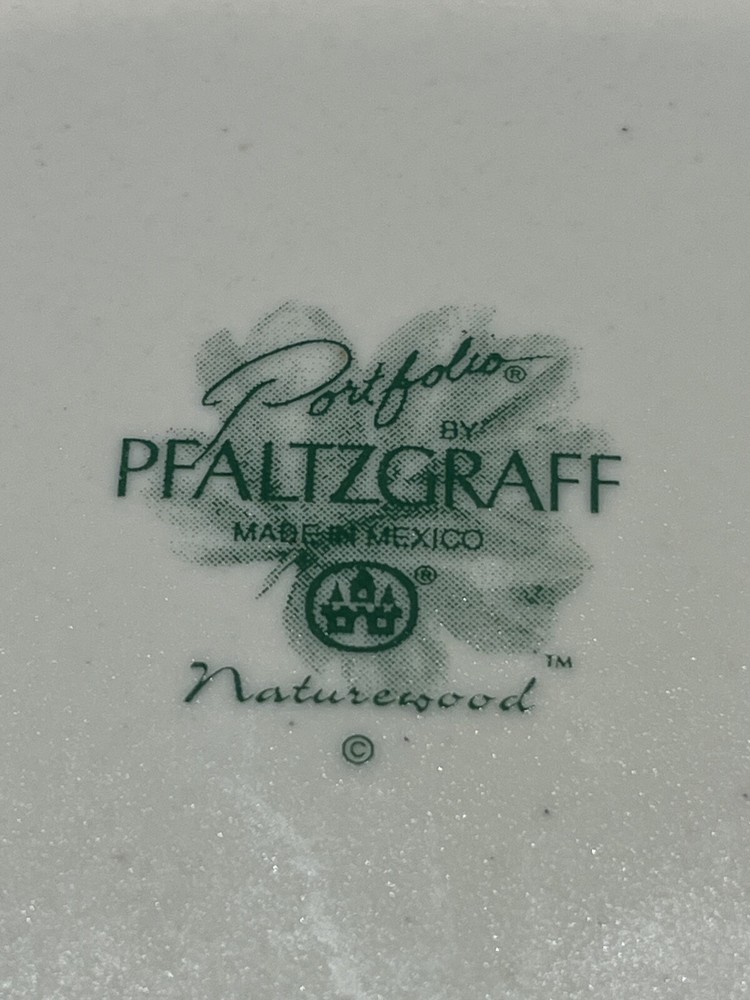 Portfolio®
BY
PFALTZGRAFF
MADE IN MEXICO
®
Naturewood™
©